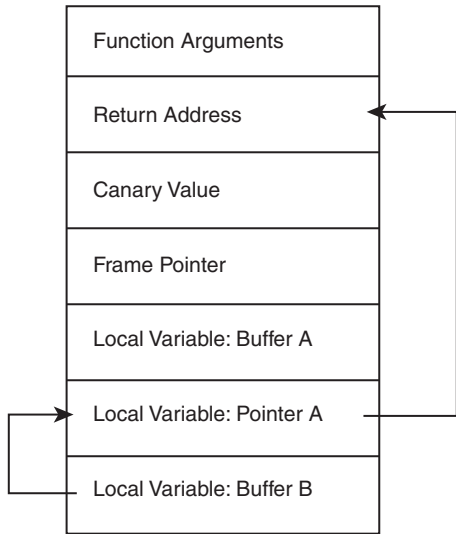 Function Arguments
Return Address
Canary Value
Frame Pointer
Local Variable: Buffer A
Local Variable: Pointer A
Local Variable: Buffer B